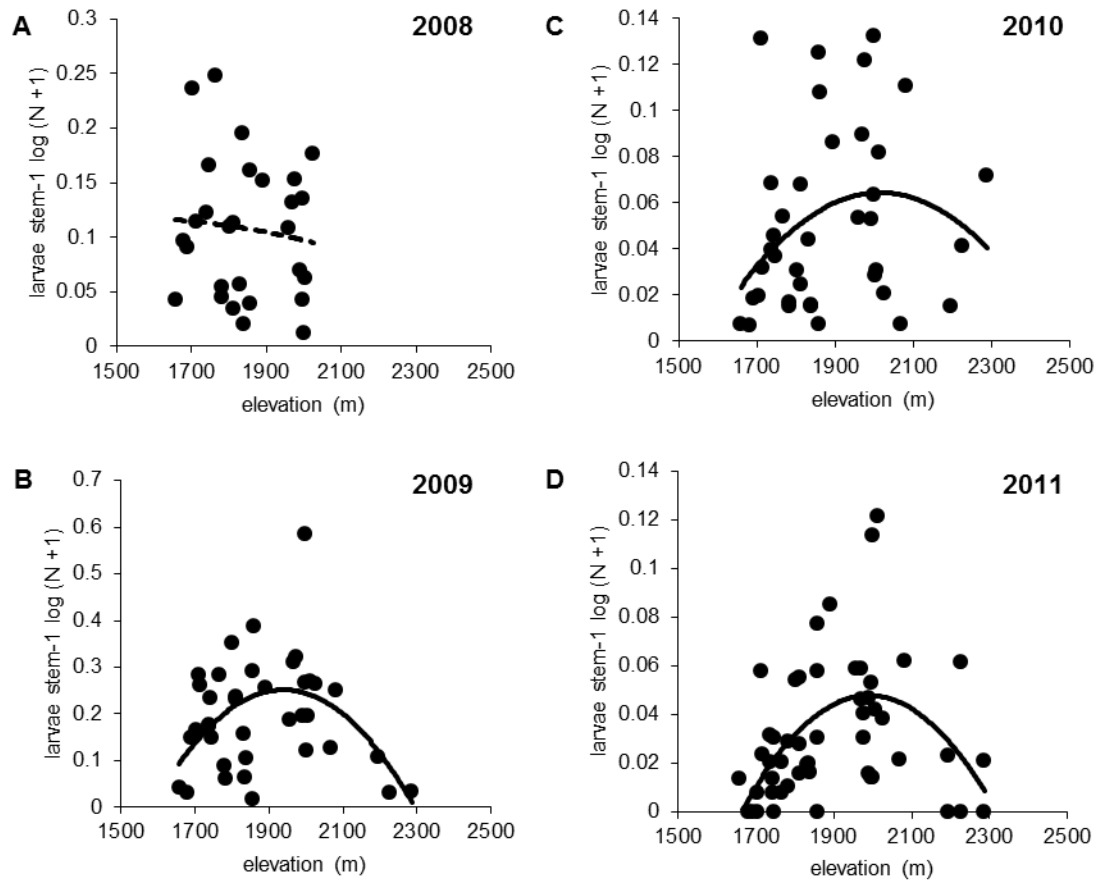 A
2008
larvae stem-1 log (N +1)
0.3
0.25
0.2
0.15
0.1
0.05
0
1500 1700 1900 2100 2300 2500
elevation (m)
B
2009
larvae stem-1 log (N +1)
0.7
0.6
0.5
0.4
0.3
0.2
0.1
0
1500 1700 1900 2100 2300 2500
elevation (m)
C
2010
larvae stem-1 log (N +1)
0.14
0.12
0.1
0.08
0.06
0.04
0.02
0
1500 1700 1900 2100 2300 2500
elevation (m)
D
2011
larvae stem-1 log (N +1)
0.14
0.12
0.1
0.08
0.06
0.04
0.02
0
1500 1700 1900 2100 2300 2500
elevation (m)